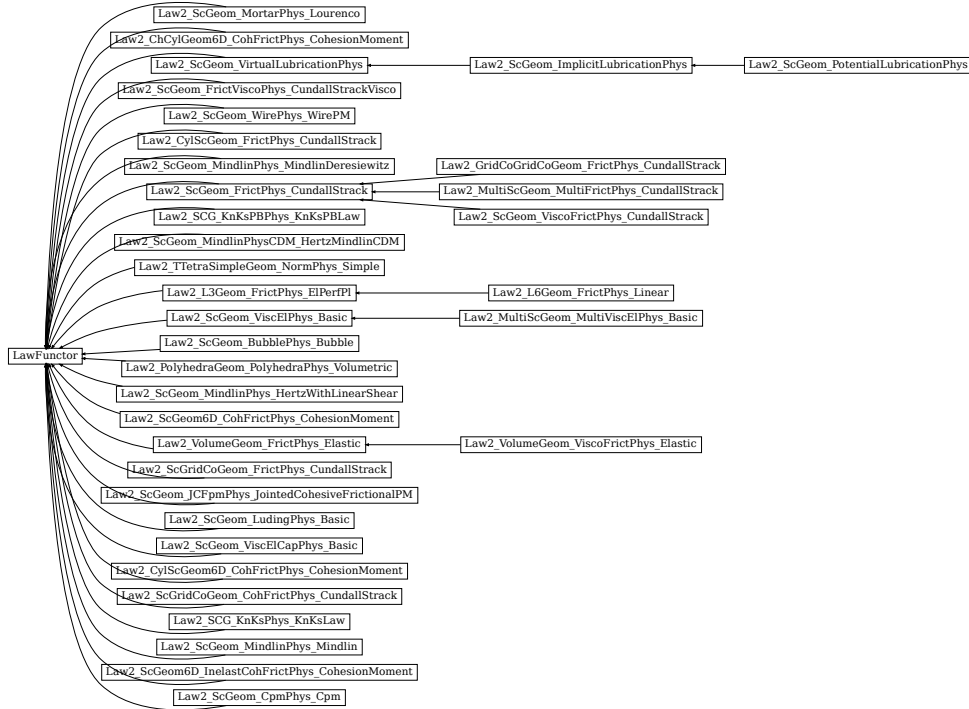 Law2_ScGeom_MortarPhys_Lourenco
Law2_ChCylGeom6D_CohFrictPhys_CohesionMoment
Law2_ScGeom_VirtualLubricationPhys
Law2_ScGeom_ImplicitLubricationPhys
Law2_ScGeom_PotentialLubricationPhys
Law2_ScGeom_FrictViscoPhys_CundallStrackVisco
Law2_ScGeom_WirePhys_WirePM
Law2_CylScGeom_FrictPhys_CundallStrack
Law2_ScGeom_MindlinPhys_MindlinDeresiewitz
Law2_GridCoGridCoGeom_FrictPhys_CundallStrack
Law2_ScGeom_FrictPhys_CundallStrack
Law2_MultiScGeom_MultiFrictPhys_CundallStrack
Law2_SCG_KnKsPBPhys_KnKsPBLaw
Law2_ScGeom_ViscoFrictPhys_CundallStrack
Law2_ScGeom_MindlinPhysCDM_HertzMindlinCDM
Law2_TTetraSimpleGeom_NormPhys_Simple
Law2_L3Geom_FrictPhys_ElPerfPl
Law2_L6Geom_FrictPhys_Linear
Law2_ScGeom_ViscElPhys_Basic
Law2_MultiScGeom_MultiViscElPhys_Basic
Law2_ScGeom_BubblePhys_Bubble
LawFunctor
Law2_PolyhedraGeom_PolyhedraPhys_Volumetric
Law2_ScGeom_MindlinPhys_HertzWithLinearShear
Law2_ScGeom6D_CohFrictPhys_CohesionMoment
Law2_VolumeGeom_FrictPhys_Elastic
Law2_VolumeGeom_ViscoFrictPhys_Elastic
Law2_ScGridCoGeom_FrictPhys_CundallStrack
Law2_ScGeom_JCFpmPhys_JointedCohesiveFrictionalPM
Law2_ScGeom_LudingPhys_Basic
Law2_ScGeom_ViscElCapPhys_Basic
Law2_CylScGeom6D_CohFrictPhys_CohesionMoment
Law2_ScGridCoGeom_CohFrictPhys_CundallStrack
Law2_SCG_KnKsPhys_KnKsLaw
Law2_ScGeom_MindlinPhys_Mindlin
Law2_ScGeom6D_InelastCohFrictPhys_CohesionMoment
Law2_ScGeom_CpmPhys_Cpm